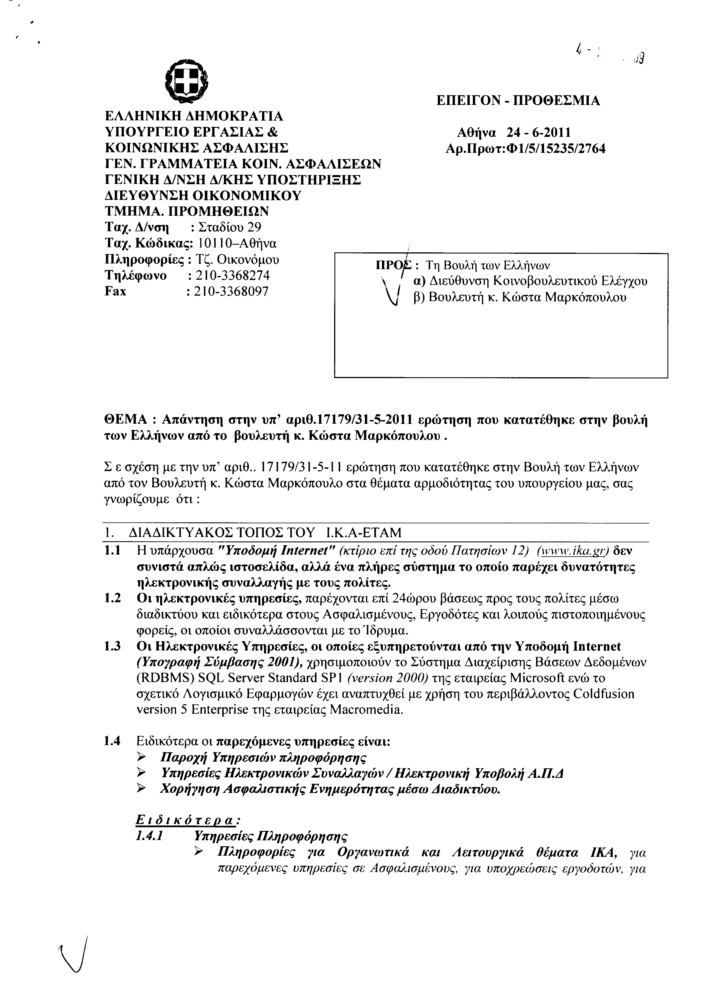 ΕΛΛΗΝΙΚΗ ΔΗΜΟΚΡΑΤΙΑ
ΥΠΟΥΡΓΕΙΟ ΕΡΓΑΣΙΑΣ &
ΚΟΙΝΩΝΙΚΗΣ ΑΣΦΑΛΙΣΗΣ
ΓΕΝ. ΓΡΑΜΜΑΤΕΙΑ ΚΟΙΝ. ΑΣΦΑΛΙΣΕΩΝ
ΓΕΝΙΚΗ Δ/ΝΣΗ Δ/ΚΗΣ ΥΠΟΣΤΗΡΙΞΗΣ
ΔΙΕΥΘΥΝΣΗ ΟΙΚΟΝΟΜΙΚΟΥ
ΤΜΗΜΑ. ΠΡΟΜΗΘΕΙΩΝ
Ταχ. Δ/νση : Σταδίου 29
Ταχ. Κώδικας: 10110–Αθήνα
Πληροφορίες : Τζ. Οικονόμου
Τηλέφωνο : 210-3368274
Fax : 210-3368097
ΕΠΕΙΓΟΝ - ΠΡΟΘΕΣΜΙΑ
Αθήνα 24 - 6-2011
Αρ.Πρωτ:Φ1/5/15235/2764
ΠΡΟΣ : Τη Βουλή των Ελλήνων
α) Διεύθυνση Κοινοβουλευτικού Ελέγχου
β) Βουλευτή κ. Κώστα Μαρκόπουλου
ΘΕΜΑ : Απάντηση στην υπ’ αριθ.17179/31-5-2011 ερώτηση που κατατέθηκε στην βουλή
των Ελλήνων από το βουλευτή κ. Κώστα Μαρκόπουλου .
Σ ε σχέση με την υπ’ αριθ.. 17179/31-5-11 ερώτηση που κατατέθηκε στην Βουλή των Ελλήνων
από τον Βουλευτή κ. Κώστα Μαρκόπουλο στα θέματα αρμοδιότητας του υπουργείου μας, σας
γνωρίζουμε ότι :
1. ΔΙΑΔΙΚΤΥΑΚΟΣ ΤΟΠΟΣ ΤΟΥ Ι.Κ.Α-ΕΤΑΜ
1.1 Η υπάρχουσα "Υποδομή Internet" (κτίριο επί της οδού Πατησίων 12) (www.ika.gr) δεν
συνιστά απλώς ιστοσελίδα, αλλά ένα πλήρες σύστημα το οποίο παρέχει δυνατότητες
ηλεκτρονικής συναλλαγής με τους πολίτες.
1.2 Οι ηλεκτρονικές υπηρεσίες, παρέχονται επί 24ώρου βάσεως προς τους πολίτες μέσω
διαδικτύου και ειδικότερα στους Ασφαλισμένους, Εργοδότες και λοιπούς πιστοποιημένους
φορείς, οι οποίοι συναλλάσσονται με το Ίδρυμα.
1.3 Οι Ηλεκτρονικές Υπηρεσίες, οι οποίες εξυπηρετούνται από την Υποδομή Internet
(Υπογραφή Σύμβασης 2001), χρησιμοποιούν το Σύστημα Διαχείρισης Βάσεων Δεδομένων
(RDBMS) SQL Server Standard SP1 (version 2000) της εταιρείας Microsoft ενώ το
σχετικό Λογισμικό Εφαρμογών έχει αναπτυχθεί με χρήση του περιβάλλοντος Coldfusion
version 5 Enterprise της εταιρείας Macromedia.
1.4 Ειδικότερα οι παρεχόμενες υπηρεσίες είναι:
➢ Παροχή Υπηρεσιών πληροφόρησης
➢ Υπηρεσίες Ηλεκτρονικών Συναλλαγών / Ηλεκτρονική Υποβολή Α.Π.Δ
➢ Χορήγηση Ασφαλιστικής Ενημερότητας μέσω Διαδικτύου.
Ε ι δ ι κ ό τ ε ρ α :
1.4.1 Υπηρεσίες Πληροφόρησης
➢ Πληροφορίες για Οργανωτικά και Λειτουργικά θέματα ΙΚΑ, για
παρεχόμενες υπηρεσίες σε Ασφαλισμένους, για υποχρεώσεις εργοδοτών, για